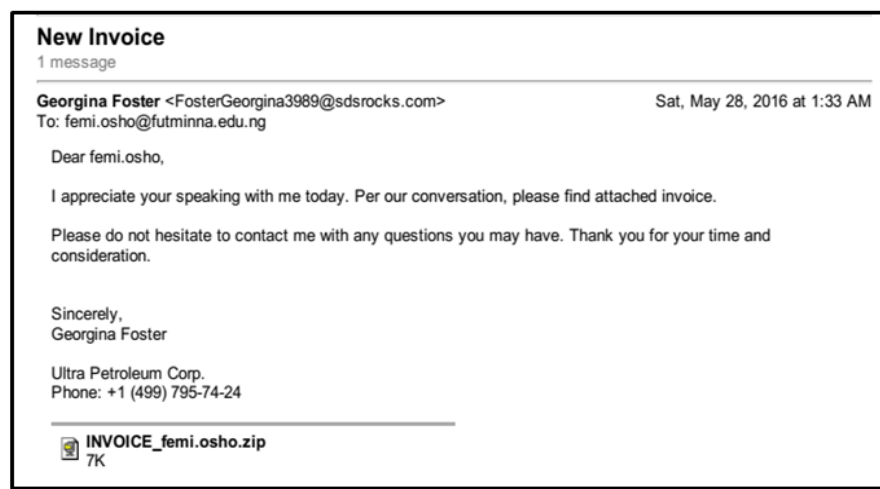 New Invoice
1 message
Georgina Foster <FosterGeorgina3989@sdsrocks.com> Sat, May 28, 2016 at 1:33 AM
To: femi.osho@futminna.edu.ng
Dear femi.osho,
I appreciate your speaking with me today. Per our conversation, please find attached invoice.
Please do not hesitate to contact me with any questions you may have. Thank you for your time and
consideration.
Sincerely,
Georgina Foster
Ultra Petroleum Corp.
Phone: +1 (499) 795-74-24
INVOICE_femi.osho.zip
7K